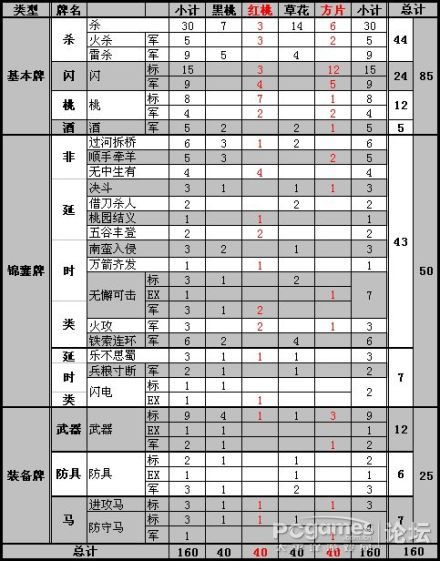 类型 牌名 小计 黑桃 红桃 草花 方片 小计 总计
杀 30 7 3 14 6 30
杀 火杀 军 5 3 2 5 44
雷杀 军 9 5 4 9
基本牌 闪 闪 标 15 3 12 15 24 85
军 9 4 5 9
桃 桃 标 8 7 1 8 12
军 4 2 2 4
酒 酒 军 5 2 2 1 5 5
过河拆桥 6 3 1 2 6
非 顺手牵羊 5 3 2 5
无中生有 4 4 4
决斗 3 1 1 1 3
延 借刀杀人 2 2 2
桃园结义 1 1 1
五谷丰登 2 2 2
南蛮入侵 3 2 1 3 43
锦囊牌 时 万箭齐发 1 1 1 50
无懈可击 标 3 1 2 7
EX 1 1
军 3 1 2
类 火攻 军 3 2 1 3
铁索连环 军 6 2 4 6
延 乐不思蜀 3 1 1 1 3
时 兵粮寸断 军 2 1 1 2 7
闪电 标 1 1 2
类 EX 1 1
标 9 4 1 1 3 9
武器 武器 EX 1 1 1 12
军 2 1 1 2
标 2 1 1 2
装备牌 防具 防具 EX 1 1 1 6 25
军 3 1 2 3
进攻马 标 3 1 1 1 3
马 防守马 标 3 1 1 1 4 7
军 1 1
总计 160 40 40 40 40 160 160
PCgames 论坛